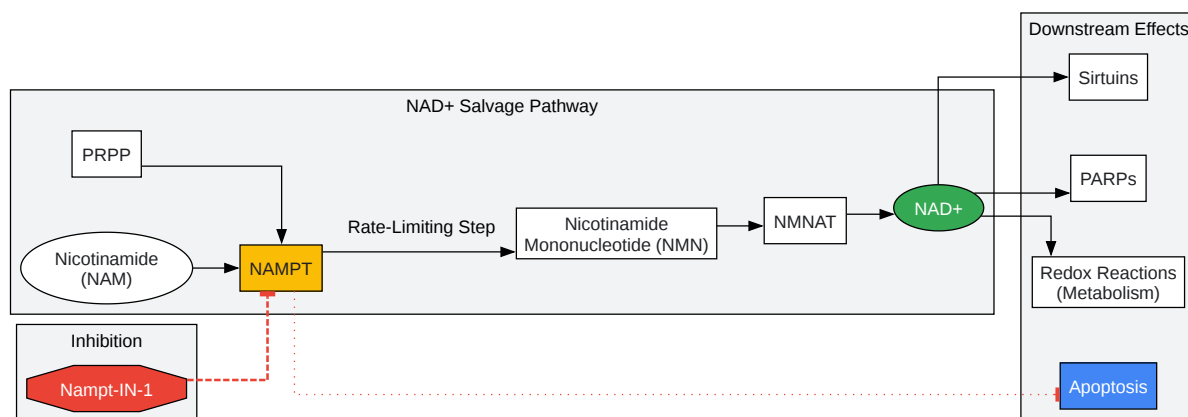 Downstream Effects
Sirtuins
NAD+ Salvage Pathway
PRPP
PARPs
NAD+
NMNAT
Nicotinamide
Mononucleotide (NMN)
Rate-Limiting Step
Nicotinamide
(NAM)
NAMPT
Redox Reactions
(Metabolism)
Inhibition
Nampt-IN-1
Apoptosis